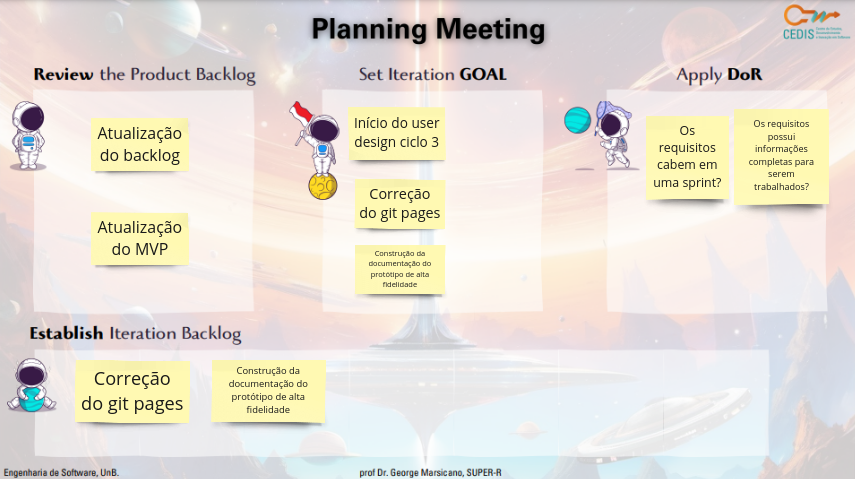 Planning Meeting
CEDIS
Review the Product Backlog
Atualização
do backlog
Atualização
do MVP
Set Iteration GOAL
Início do user
design ciclo 3
Correção
do git pages
Construção da
documentação do
protótipo de alta
fidelidade
Apply DoR
Os
requisitos
cabem em
uma sprint?
Os requisitos
possui
informações
completas para
serem
trabalhados?
Establish Iteration Backlog
Correção
do git pages
Construção da
documentação do
protótipo de alta
fidelidade
Engenharia de Software, UnB.
prof Dr. George Marsicano, SUPER-R